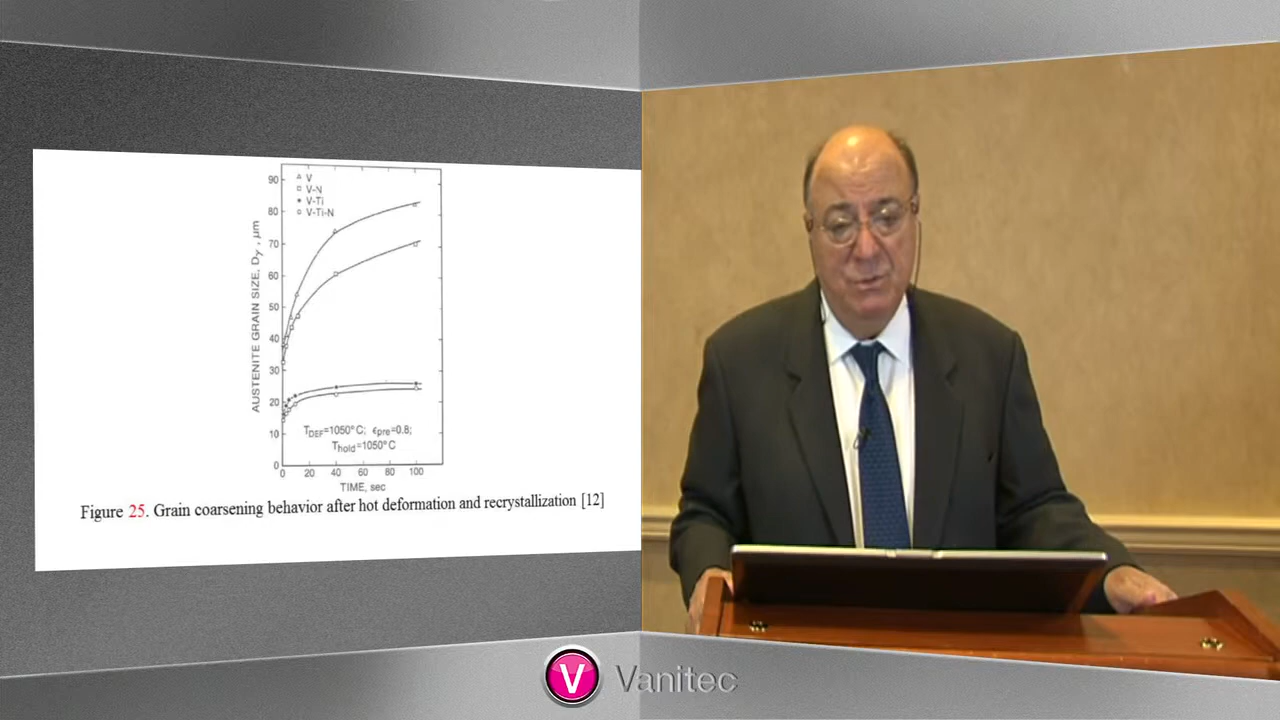 90
80
70
60
50
40
30
20
10
0
AUSTENITE GRAIN SIZE, Dγ, µm
V
V-N
V-Ti
V-Ti-N
TDEF=1050°C; ϵpre=0.8;
Thold=1050°C
0 20 40 60 80 100
TIME, sec
Figure 25. Grain coarsening behavior after hot deformation and recrystallization [12]
V Vanitec